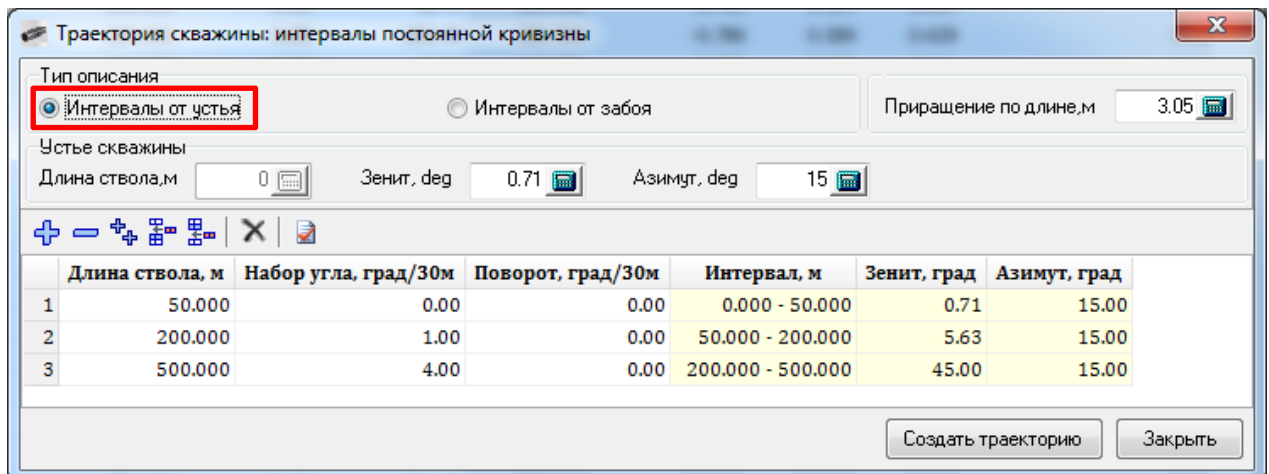 Траектория скважины: интервалы постоянной кривизны
Тип описания
Интервалы от устья Интервалы от забоя Приращение по длине,м 3.05
Устье скважины
Длина ствола,м 0 Зенит, deg 0.71 Азимут, deg 15
Длина ствола, м Набор угла, град/30м Поворот, град/30м Интервал, м Зенит, град Азимут, град
1 50.000 0.00 0.00 0.000 - 50.000 0.71 15.00
2 200.000 1.00 0.00 50.000 - 200.000 5.63 15.00
3 500.000 4.00 0.00 200.000 - 500.000 45.00 15.00
Создать траекторию Закрыть